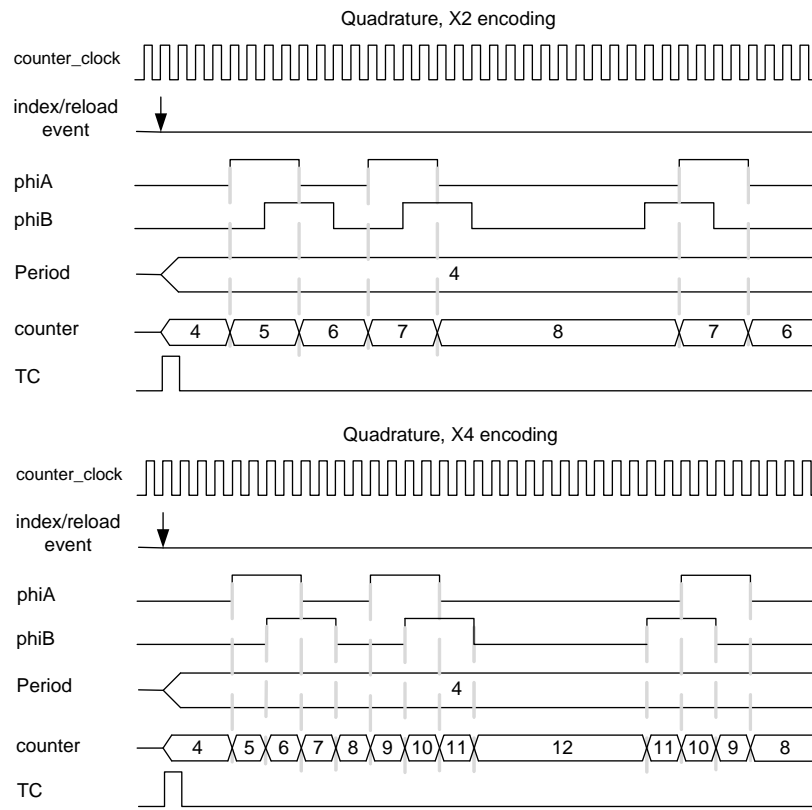 Quadrature, X2 encoding
counter_clock
index/reload
event
phiA
phiB
Period
4
counter
4 5 6 7 8 7 6
TC
Quadrature, X4 encoding
counter_clock
index/reload
event
phiA
phiB
Period
4
counter
4 5 6 7 8 9 10 11 12 11 10 9 8
TC